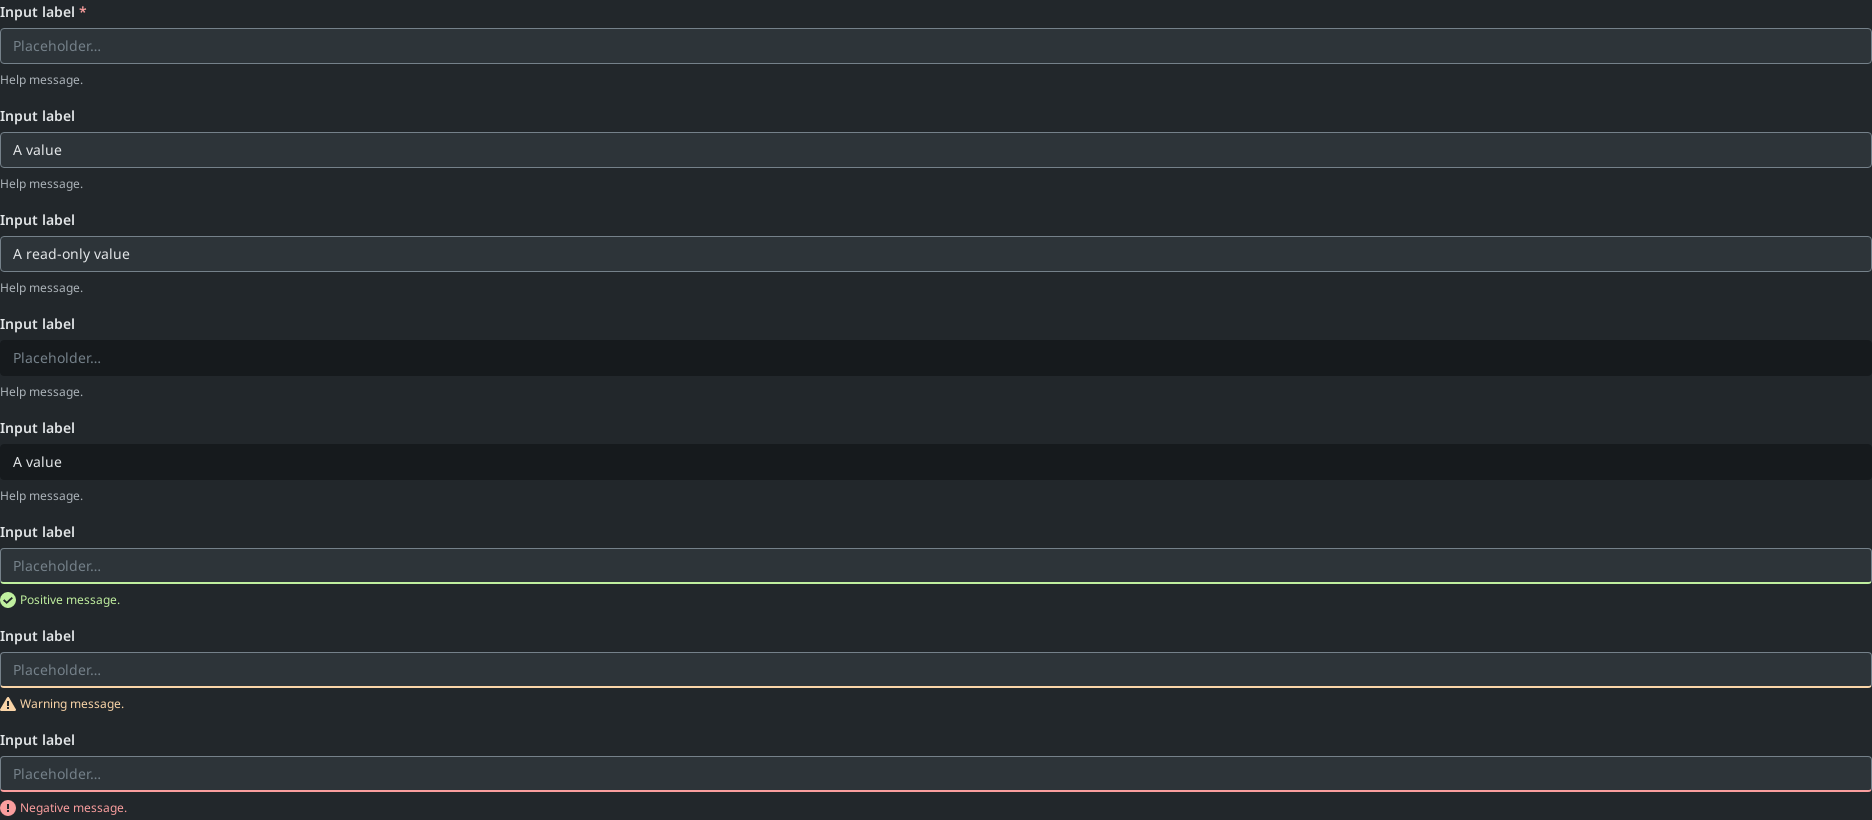 Input label *
Placeholder...
Help message.
Input label
A value
Help message.
Input label
A read-only value
Help message.
Input label
Placeholder...
Help message.
Input label
A value
Help message.
Input label
Placeholder...
Positive message.
Input label
Placeholder...
Warning message.
Input label
Placeholder...
Negative message.